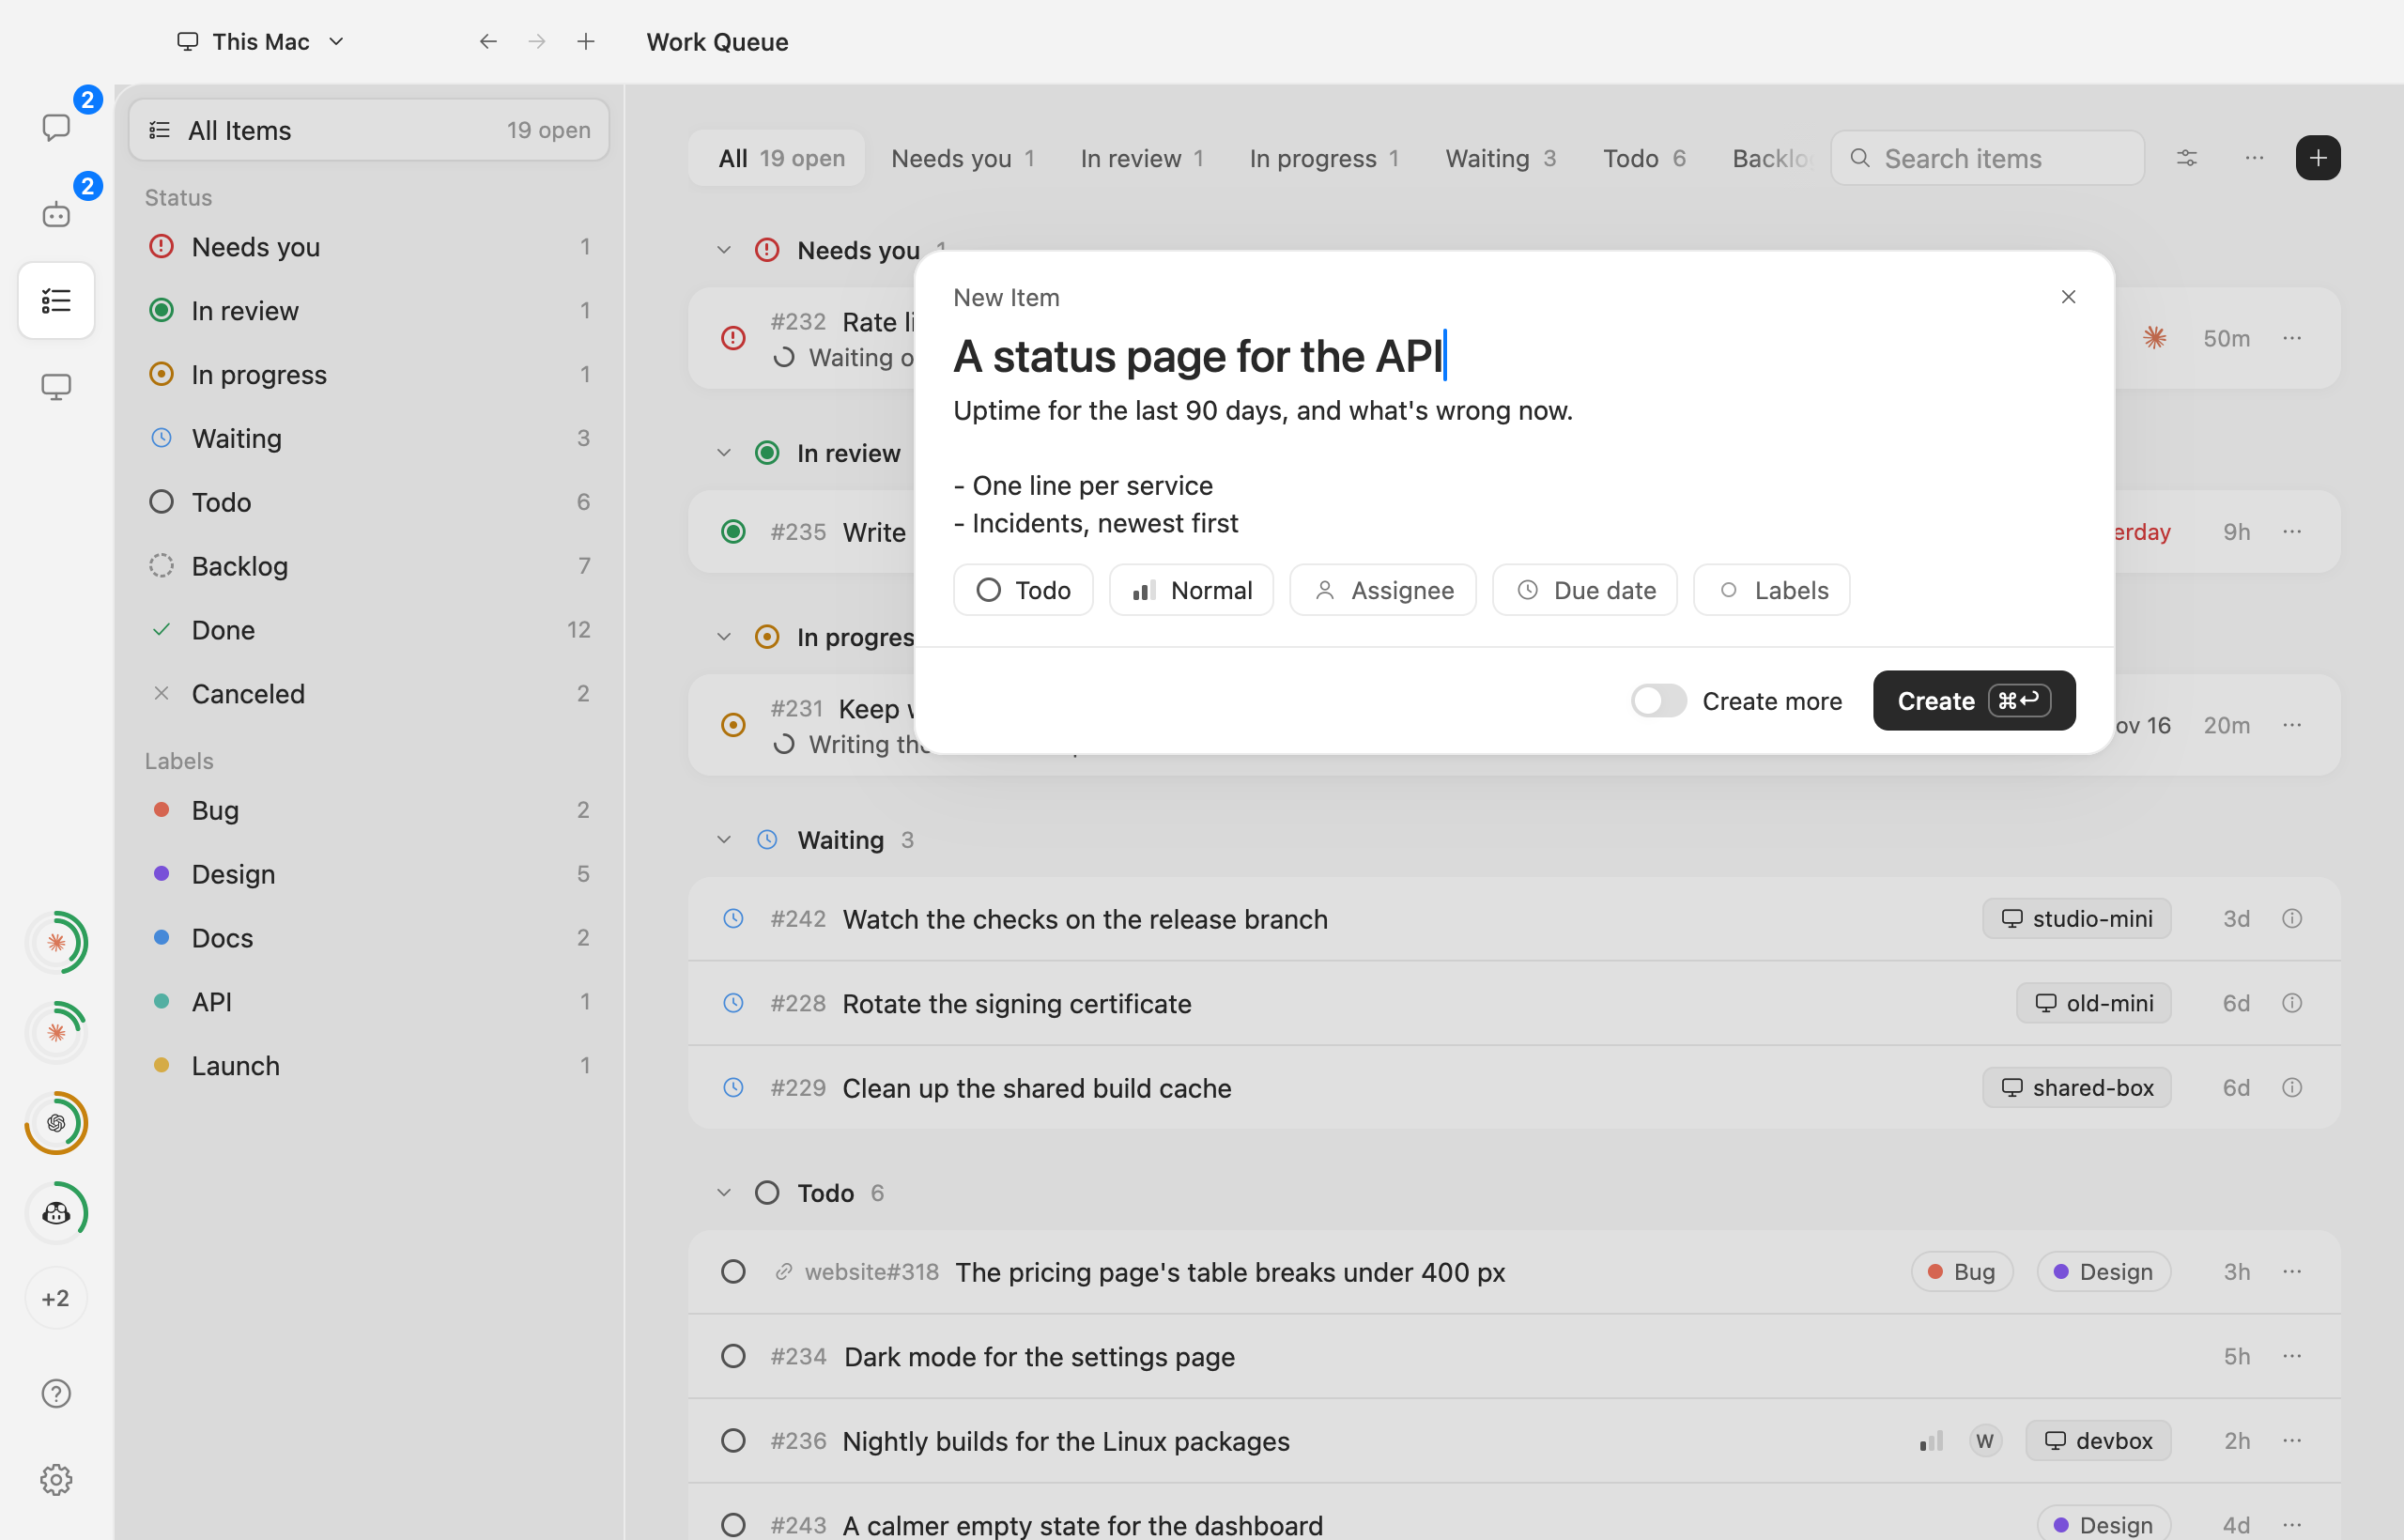 This Mac
Work Queue
2
2
All Items 19 open
Status
Needs you 1
In review 1
In progress 1
Waiting 3
Todo 6
Backlog 7
Done 12
Canceled 2
Labels
Bug 2
Design 5
Docs 2
API 1
Launch 1
+2
All 19 open Needs you 1 In review 1 In progress 1 Waiting 3 Todo 6 Backlo
Search items
Needs you 1
#232 Rate li
Waiting o
50m
In review
#235 Write
erday 9h
In progres
#231 Keep
Writing th
ov 16 20m
New Item
A status page for the API
Uptime for the last 90 days, and what's wrong now.
- One line per service
- Incidents, newest first
Todo Normal Assignee Due date Labels
Create more Create ⌘↩
Waiting 3
#242 Watch the checks on the release branch studio-mini 3d
#228 Rotate the signing certificate old-mini 6d
#229 Clean up the shared build cache shared-box 6d
Todo 6
website#318 The pricing page's table breaks under 400 px Bug Design 3h
#234 Dark mode for the settings page 5h
#236 Nightly builds for the Linux packages W devbox 2h
#243 A calmer empty state for the dashboard Design 4d